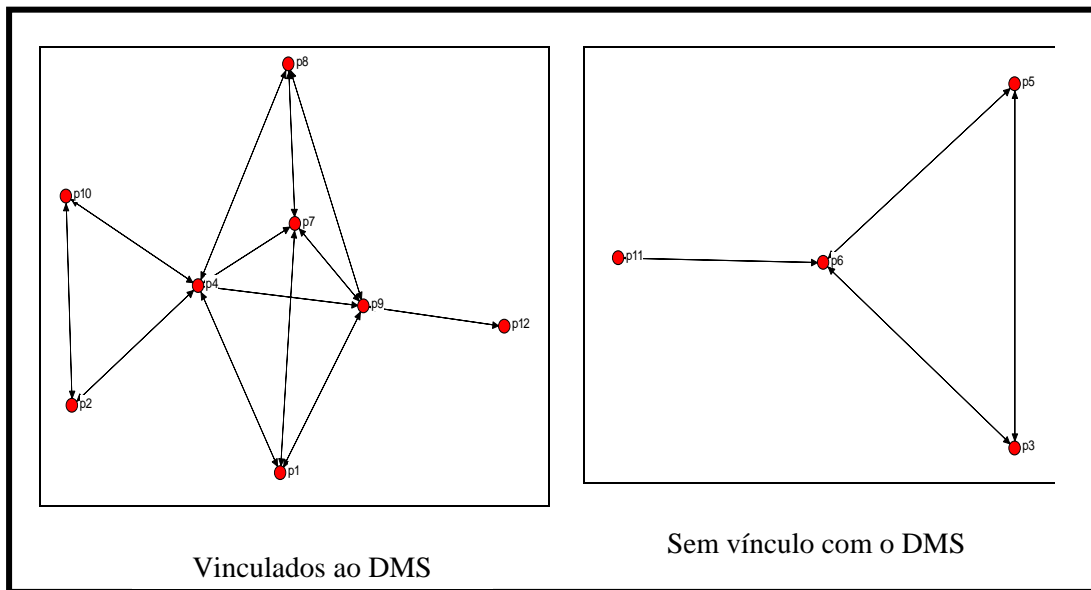 p8
p10
p7
p4
p9
p12
p2
p1
Vinculados ao DMS
p5
p11
p6
p3
Sem vínculo com o DMS